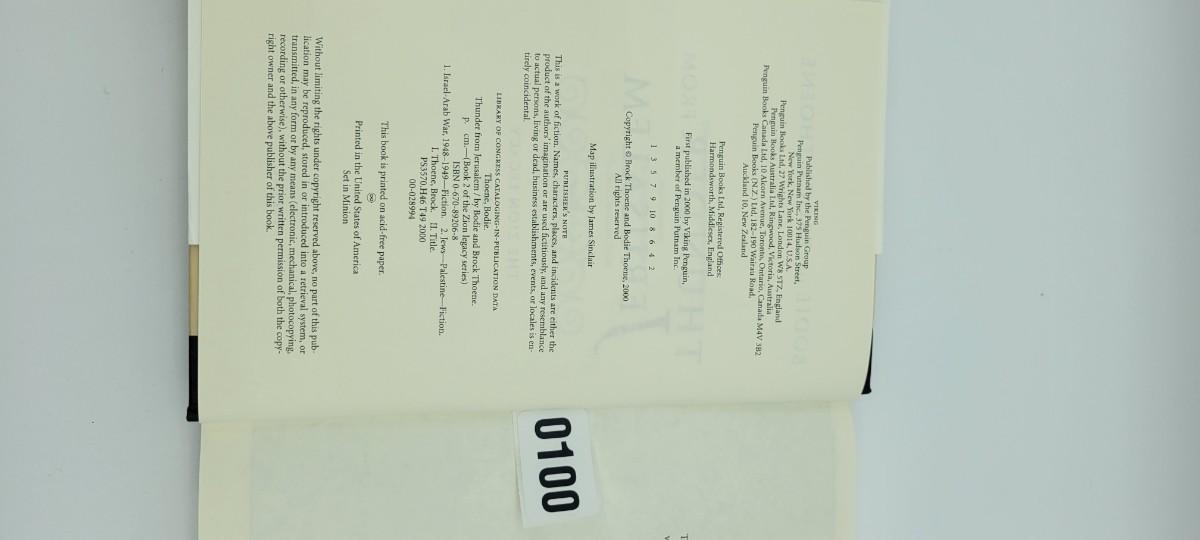 VIKING
Published by the Penguin Group
Penguin Putnam Inc., 375 Hudson Street,
New York, New York 10014, U.S.A.
Penguin Books Ltd, 27 Wrights Lane, London W8 5TZ, England
Penguin Books Australia Ltd, Ringwood, Victoria, Australia
Penguin Books Canada Ltd, 10 Alcorn Avenue, Toronto, Ontario, Canada M4V 3B2
Penguin Books (N.Z.) Ltd, 182–190 Wairau Road,
Auckland 10, New Zealand
Penguin Books Ltd, Registered Offices:
Harmondsworth, Middlesex, England
First published in 2000 by Viking Penguin,
a member of Penguin Putnam Inc.
1 3 5 7 9 10 8 6 4 2
Copyright © Brock Thoene and Bodie Thoene, 2000
All rights reserved
Map illustration by James Sinclair
PUBLISHER'S NOTE
This is a work of fiction. Names, characters, places, and incidents are either the
product of the authors' imagination or are used fictitiously, and any resemblance
to actual persons, living or dead, business establishments, events, or locales is en-
tirely coincidental.
LIBRARY OF CONGRESS CATALOGING-IN-PUBLICATION DATA
Thoene, Bodie.
Thunder from Jerusalem / by Bodie and Brock Thoene.
p. cm.—(Book 2 of the Zion legacy series)
ISBN 0-670-89206-8
1. Israel-Arab War, 1948–1949—Fiction. 2. Jews—Palestine—Fiction.
I. Thoene, Brock. II. Title.
PS3570.H46 T49 2000
00-028994
This book is printed on acid-free paper.
∞
Printed in the United States of America
Set in Minion
Without limiting the rights under copyright reserved above, no part of this pub-
lication may be reproduced, stored in or introduced into a retrieval system, or
transmitted, in any form or by any means (electronic, mechanical, photocopying,
recording or otherwise), without the prior written permission of both the copy-
right owner and the above publisher of this book.
0100